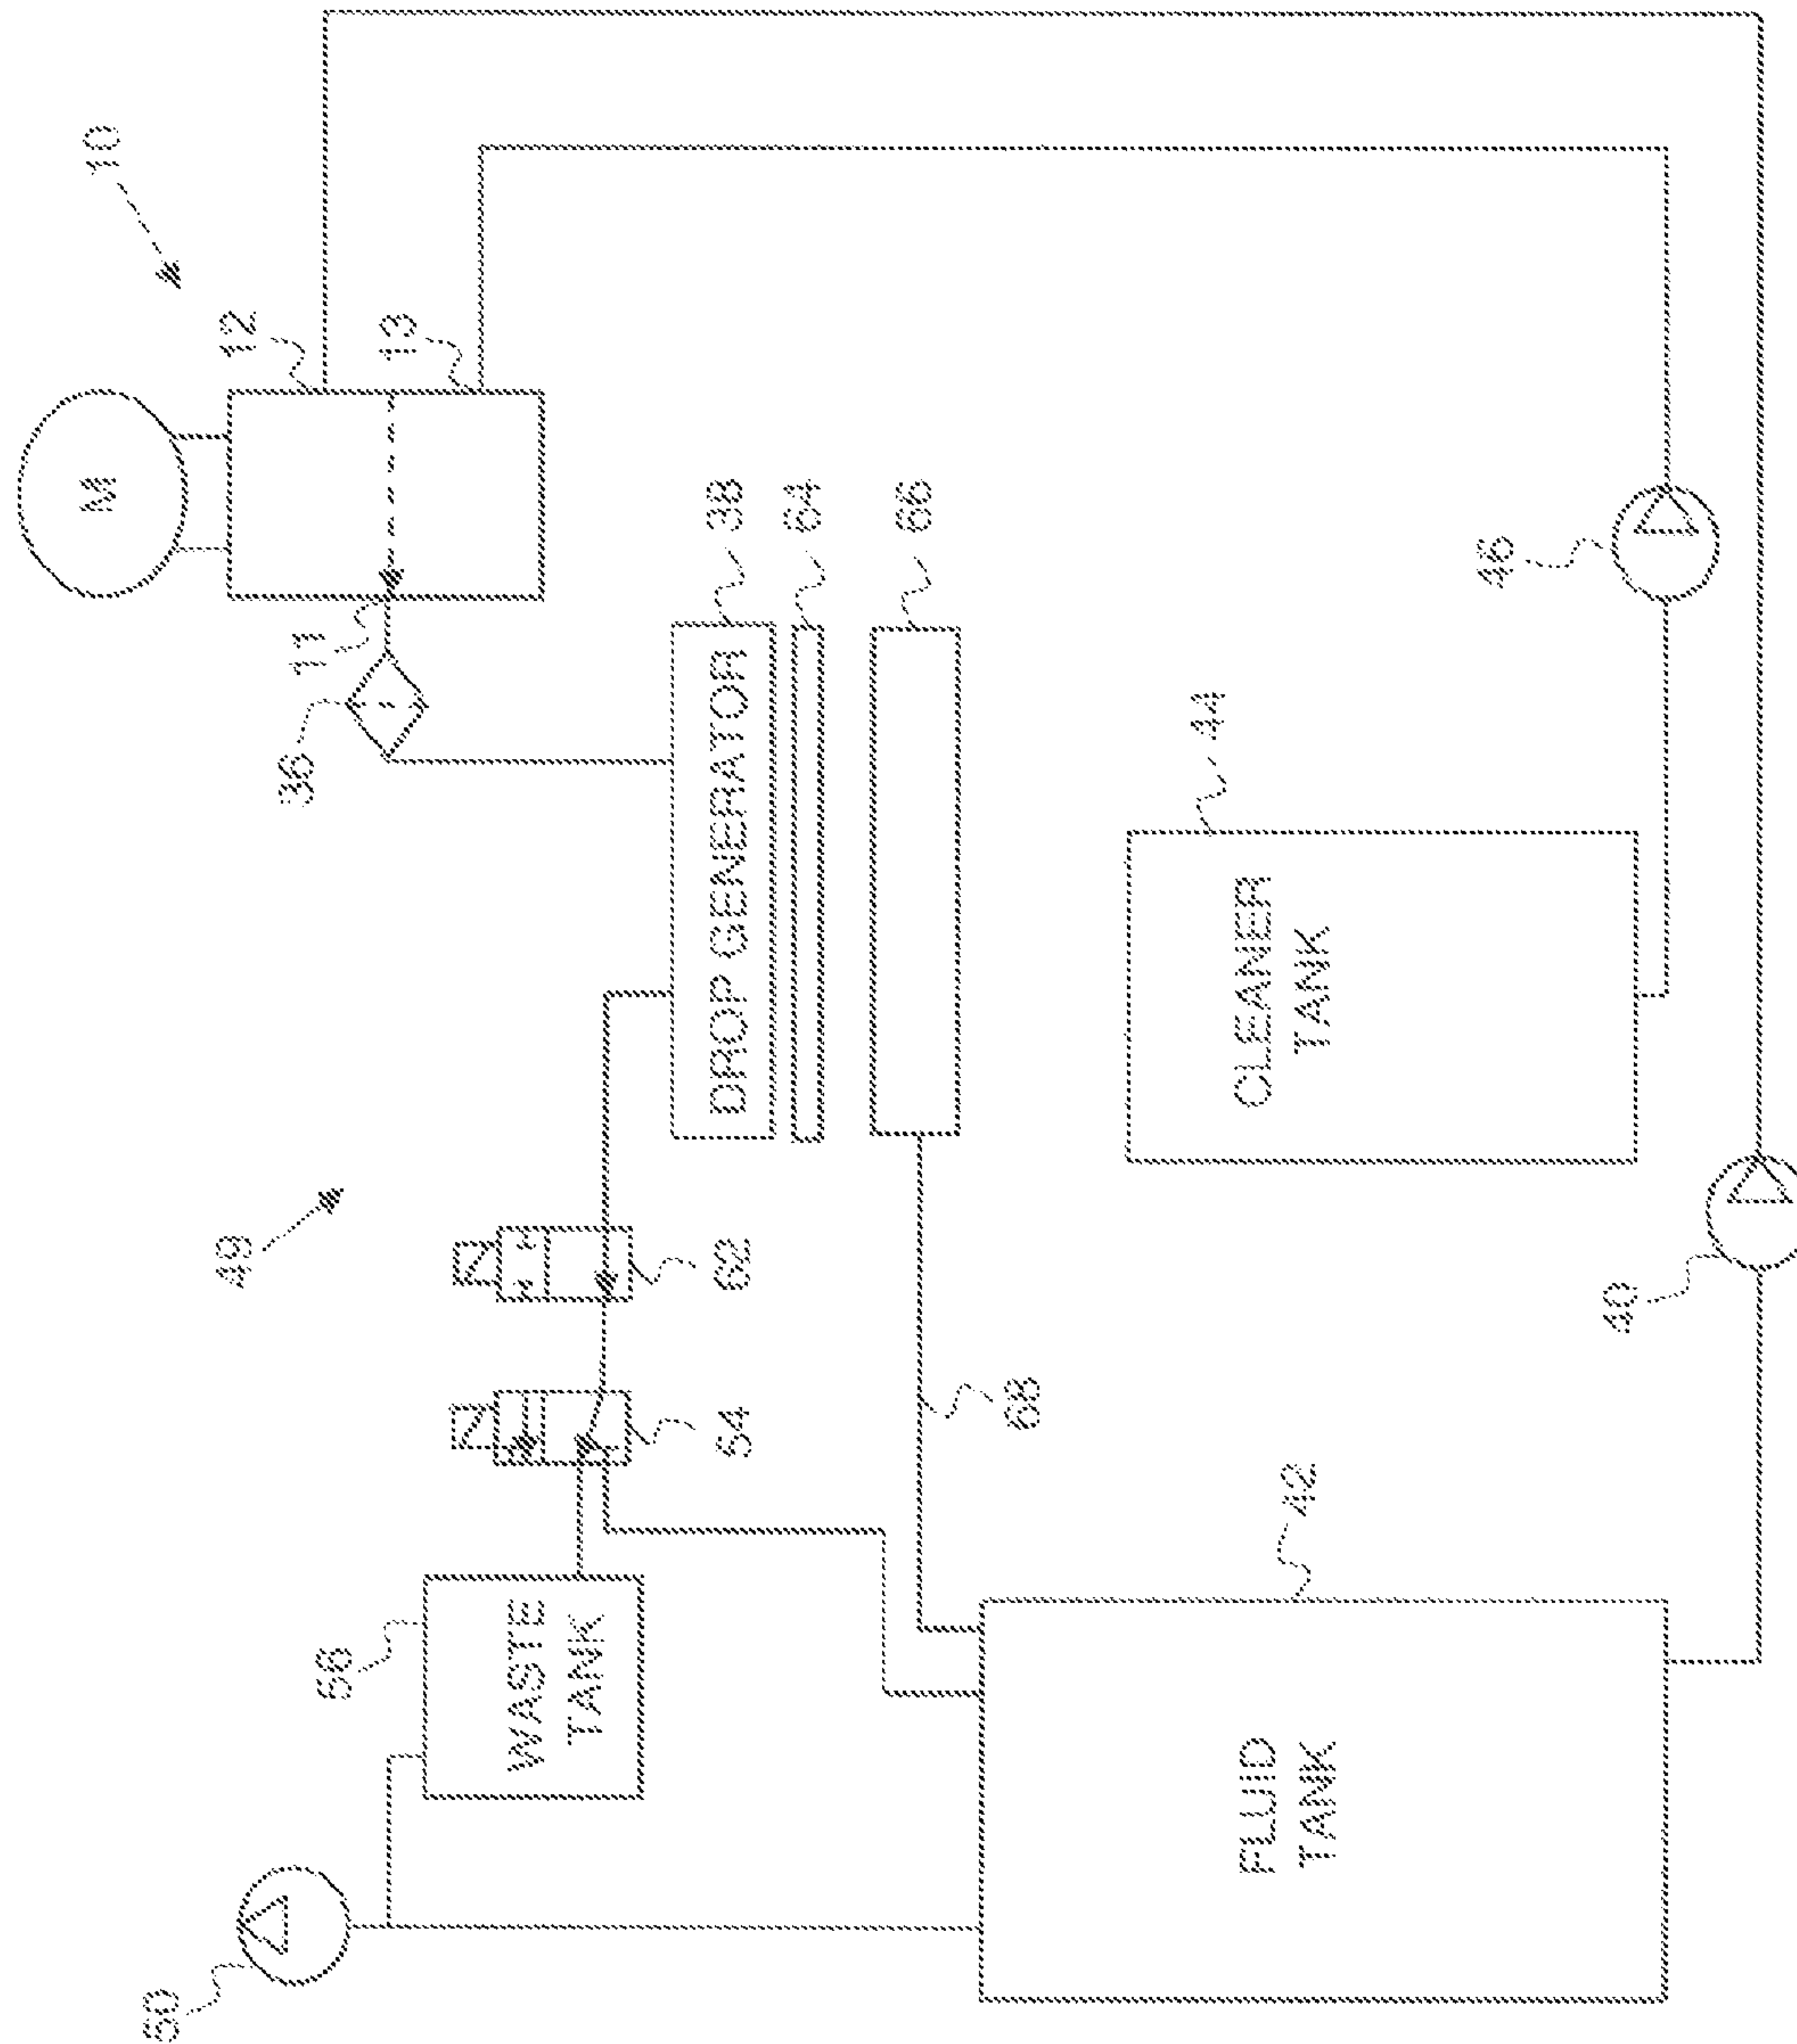 M
10
50
49
12
36
11
56
13
WASTE
TANK
54
62
DROP GENERATOR
38
64
66
68
44
FLUID
TANK
CLEANER
TANK
42
46
40